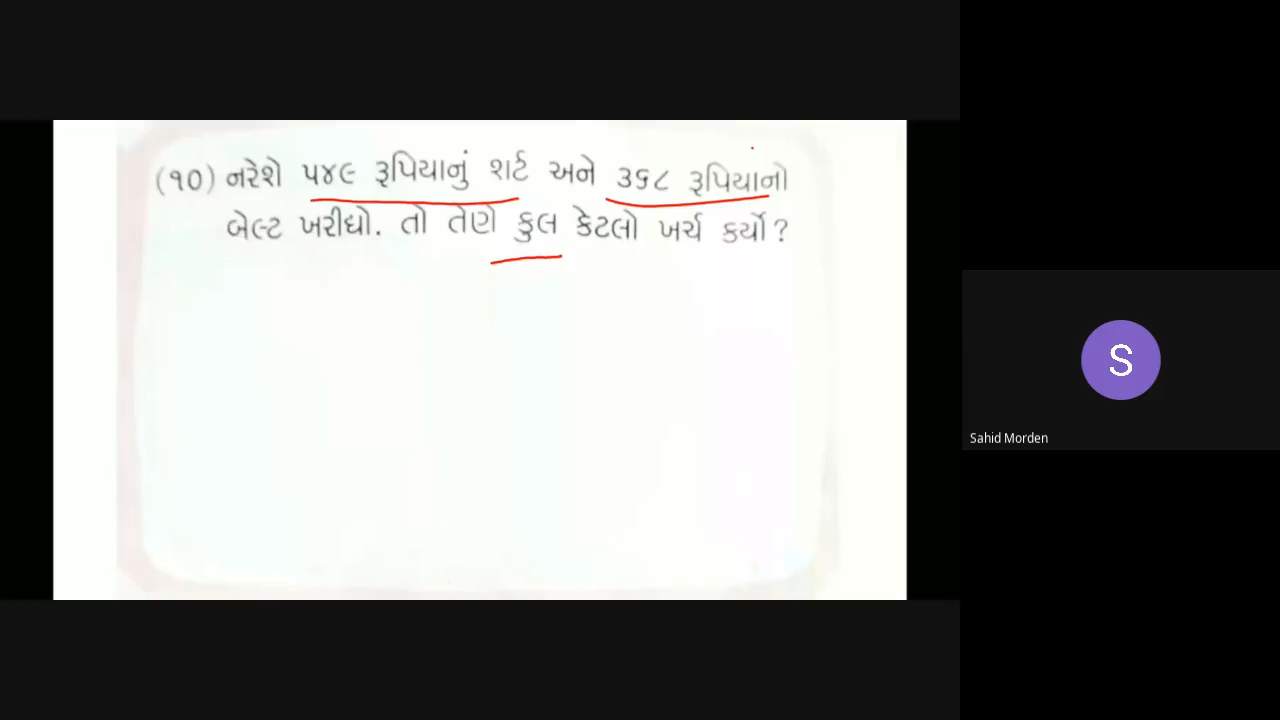 (૧૦) નરેશે ૫૪૯ રૂપિયાનું શર્ટ અને ૩૬૮ રૂપિયાનો
બેલ્ટ ખરીધો. તો તેણે કુલ કેટલો ખર્ચ કર્યો?
S
Sahid Morden